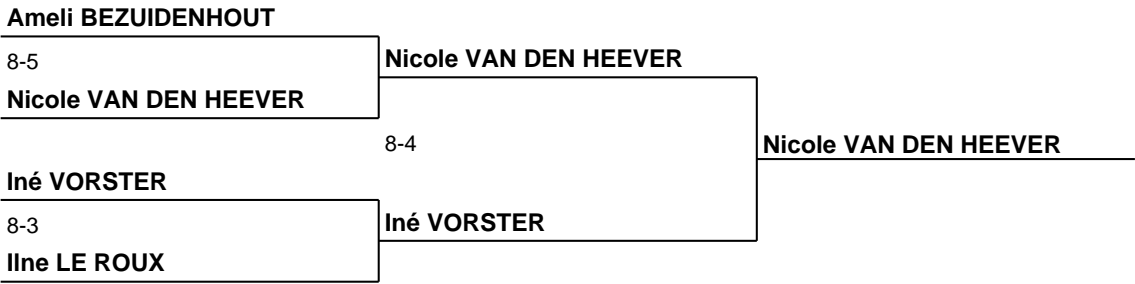 Ameli BEZUIDENHOUT
8-5
Nicole VAN DEN HEEVER
Nicole VAN DEN HEEVER
8-4
Nicole VAN DEN HEEVER
Iné VORSTER
8-3
Iné VORSTER
Ilne LE ROUX